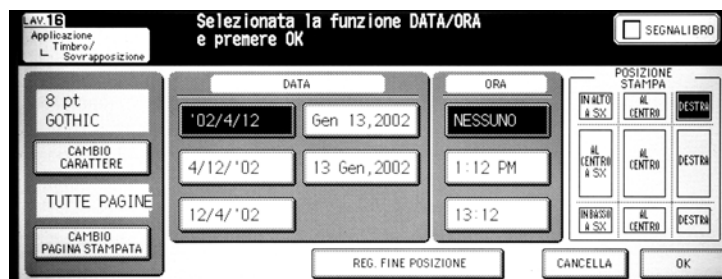 LAV.16
Applicazione
Timbro/
Sovrapposizione
Selezionata la funzione DATA/ORA
e premere OK
SEGNALIBRO
8 pt
GOTHIC
CAMBIO
CARATTERE
TUTTE PAGINE
CAMBIO
PAGINA STAMPATA
DATA
'02/4/12
Gen 13,2002
4/12/'02
13 Gen,2002
12/4/'02
ORA
NESSUNO
1:12 PM
13:12
POSIZIONE
STAMPA
IN ALTO
A SX
AL
CENTRO
DESTRA
AL
CENTRO
A SX
AL
CENTRO
DESTRA
IN BASSO
A SX
AL
CENTRO
DESTRA
REG. FINE POSIZIONE
CANCELLA
OK